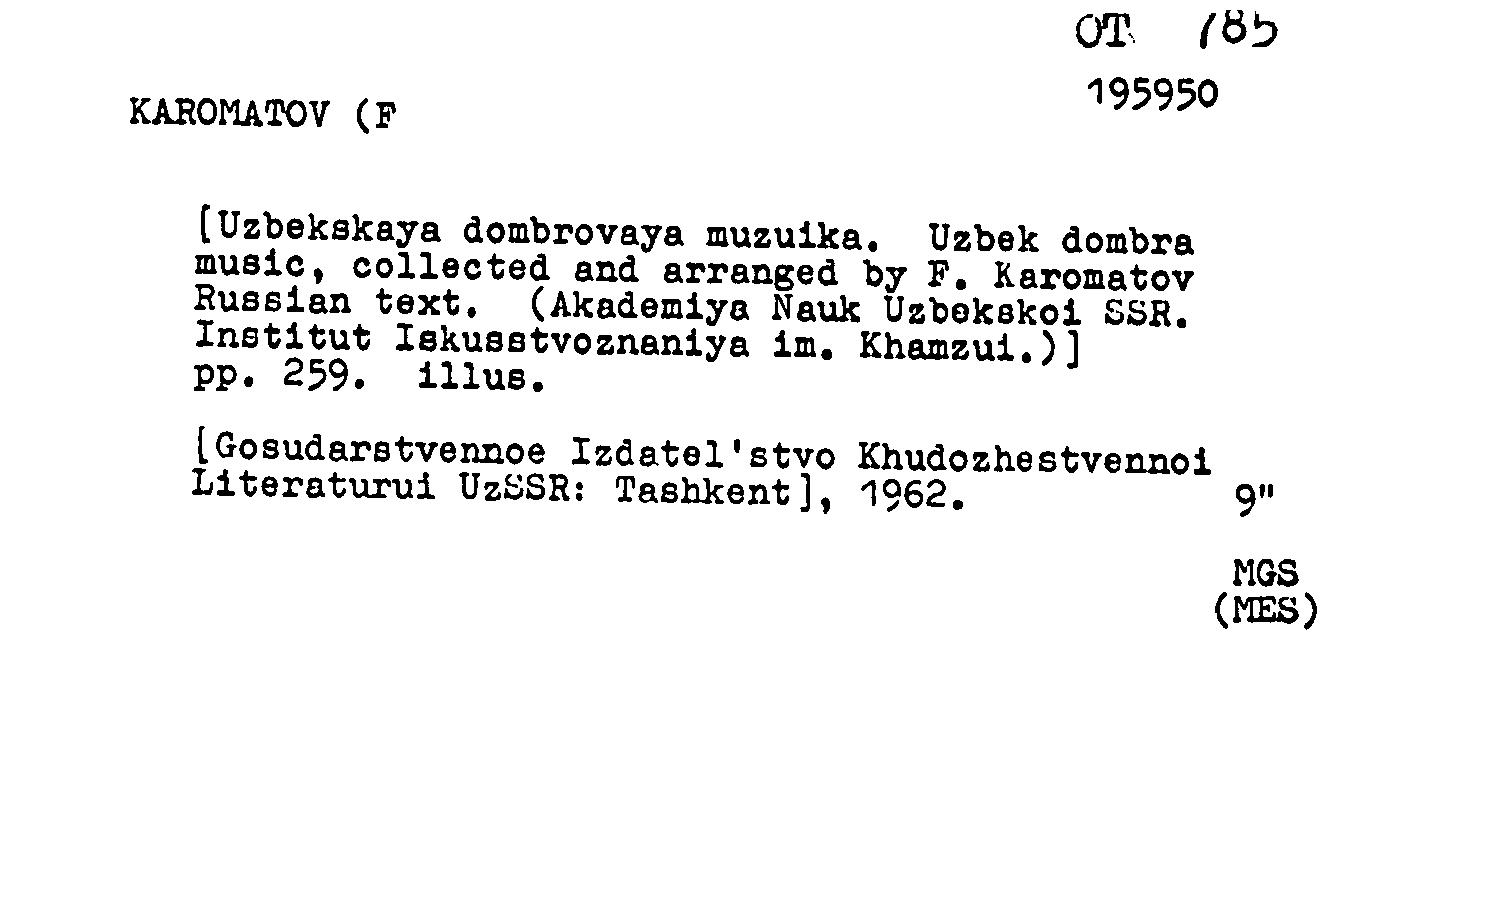 OT 785
195950
KAROMATOV (F
[Uzbekskaya dombrovaya muzuika. Uzbek dombra
music, collected and arranged by F. Karomatov
Russian text. (Akademiya Nauk Uzbekskoi SSR.
Institut Iskusstvoznaniya im. Khamzui.)]
pp. 259. illus.
[Gosudarstvennoe Izdatel'stvo Khudozhestvennoi
Literaturui UzSSR: Tashkent], 1962.
9"
MGS
(MES)